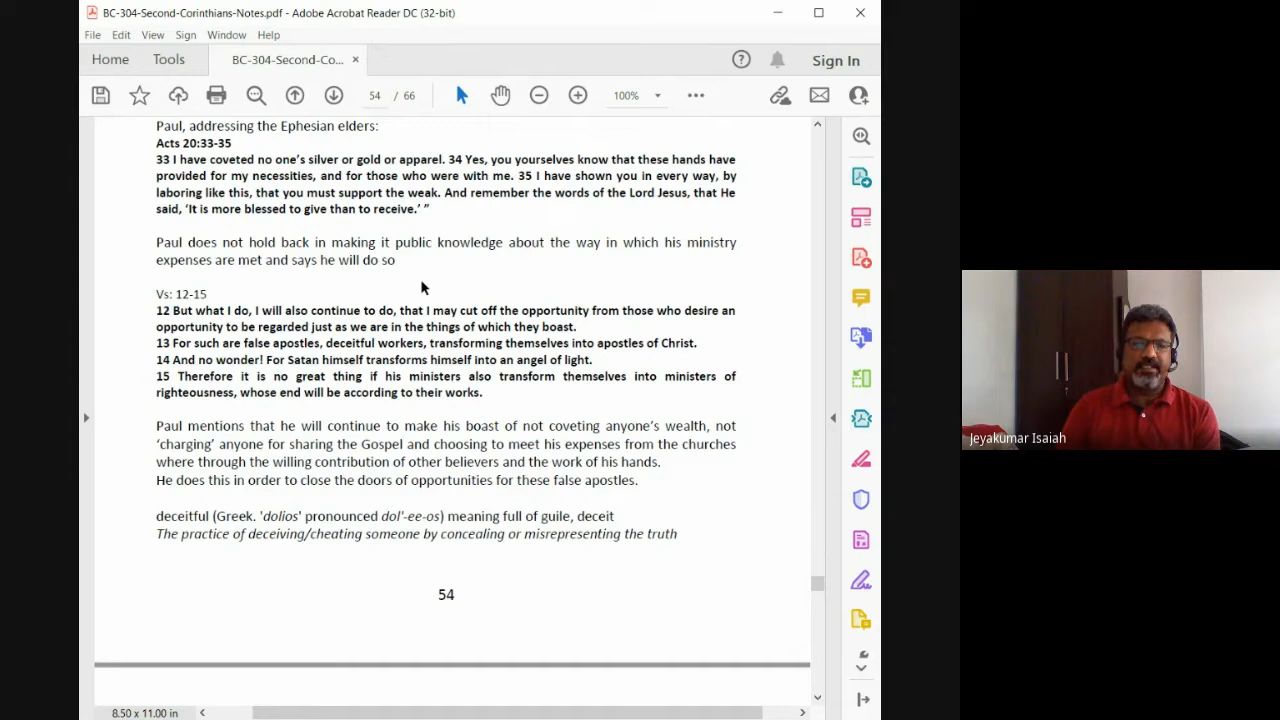 BC-304-Second-Corinthians-Notes.pdf - Adobe Acrobat Reader DC (32-bit)
File Edit View Sign Window Help
Home Tools BC-304-Second-Co... × Sign In
54 / 66 100%
Paul, addressing the Ephesian elders:
Acts 20:33-35
33 I have coveted no one’s silver or gold or apparel. 34 Yes, you yourselves know that these hands have
provided for my necessities, and for those who were with me. 35 I have shown you in every way, by
laboring like this, that you must support the weak. And remember the words of the Lord Jesus, that He
said, ‘It is more blessed to give than to receive.’ ”
Paul does not hold back in making it public knowledge about the way in which his ministry
expenses are met and says he will do so
Vs: 12-15
12 But what I do, I will also continue to do, that I may cut off the opportunity from those who desire an
opportunity to be regarded just as we are in the things of which they boast.
13 For such are false apostles, deceitful workers, transforming themselves into apostles of Christ.
14 And no wonder! For Satan himself transforms himself into an angel of light.
15 Therefore it is no great thing if his ministers also transform themselves into ministers of
righteousness, whose end will be according to their works.
Paul mentions that he will continue to make his boast of not coveting anyone’s wealth, not
‘charging’ anyone for sharing the Gospel and choosing to meet his expenses from the churches
where through the willing contribution of other believers and the work of his hands.
He does this in order to close the doors of opportunities for these false apostles.
deceitful (Greek. 'dolios' pronounced dol'-ee-os) meaning full of guile, deceit
The practice of deceiving/cheating someone by concealing or misrepresenting the truth
54
8.50 x 11.00 in
Jeyakumar Isaiah